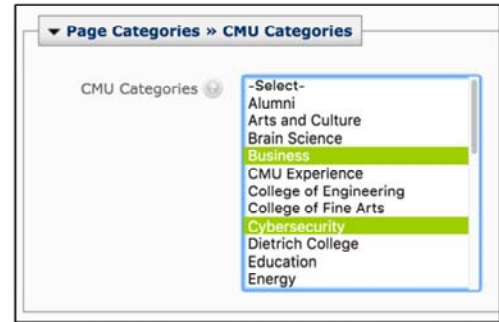 Page Categories » CMU Categories
CMU Categories
-Select-
Alumni
Arts and Culture
Brain Science
Business
CMU Experience
College of Engineering
College of Fine Arts
Cybersecurity
Dietrich College
Education
Energy